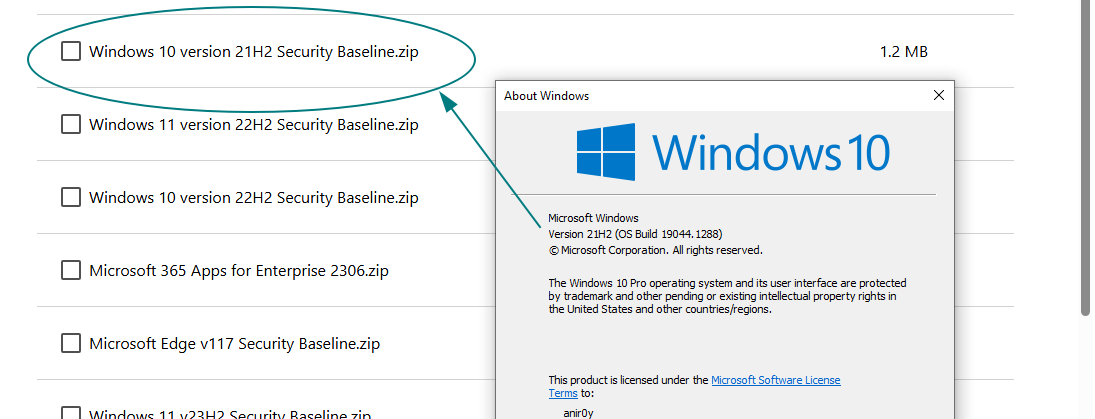 Windows 10 version 21H2 Security Baseline.zip 1.2 MB
Windows 11 version 22H2 Security Baseline.zip
Windows 10 version 22H2 Security Baseline.zip
Microsoft 365 Apps for Enterprise 2306.zip
Microsoft Edge v117 Security Baseline.zip
Windows 11 v23H2 Security Baseline.zip
About Windows
Windows 10
Microsoft Windows
Version 21H2 (OS Build 19044.1288)
© Microsoft Corporation. All rights reserved.
The Windows 10 Pro operating system and its user interface are protected
by trademark and other pending or existing intellectual property rights in
the United States and other countries/regions.
This product is licensed under the Microsoft Software License
Terms to:
anir0y